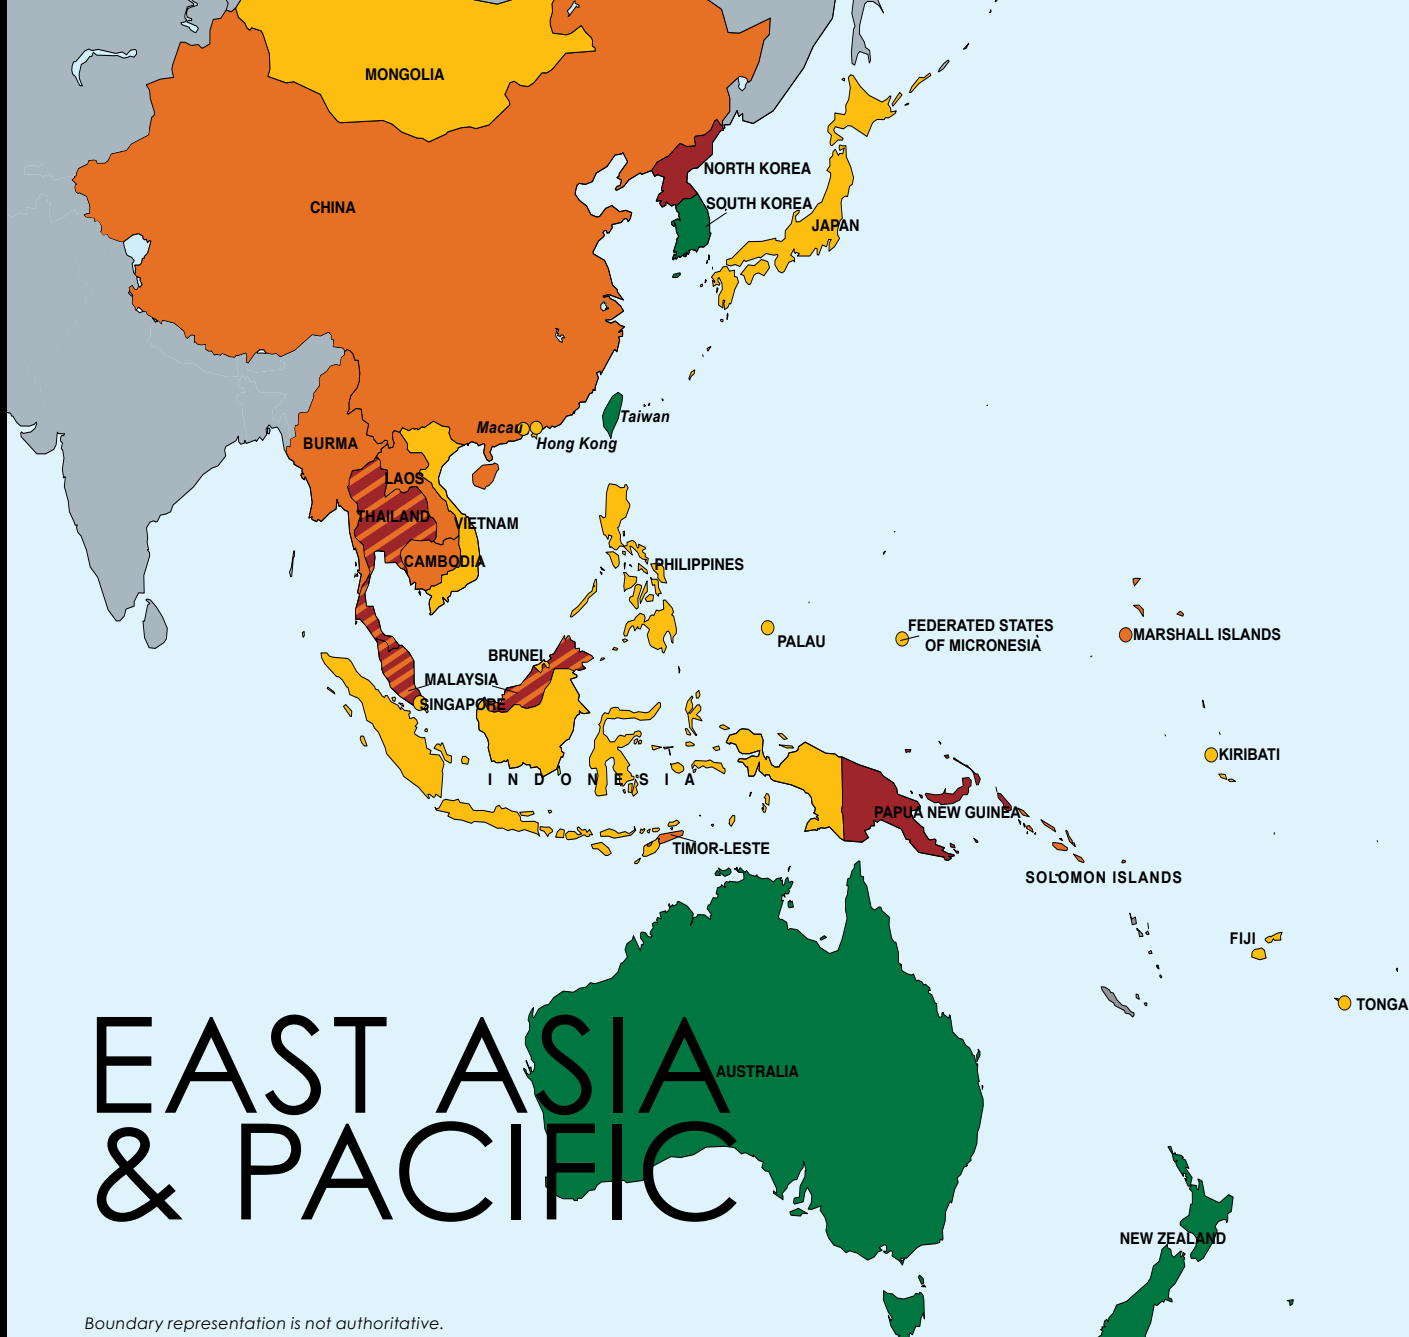 MONGOLIA
NORTH KOREA
CHINA
SOUTH KOREA
JAPAN
Taiwan
Macau
Hong Kong
BURMA
LAOS
THAILAND
VIETNAM
CAMBODIA
PHILIPPINES
PALAU
FEDERATED STATES
OF MICRONESIA
MARSHALL ISLANDS
BRUNEI
MALAYSIA
SINGAPORE
KIRIBATI
INDONESIA
PAPUA NEW GUINEA
TIMOR-LESTE
SOLOMON ISLANDS
FIJI
TONGA
EAST ASIA
& PACIFIC
AUSTRALIA
NEW ZEALAND
Boundary representation is not authoritative.